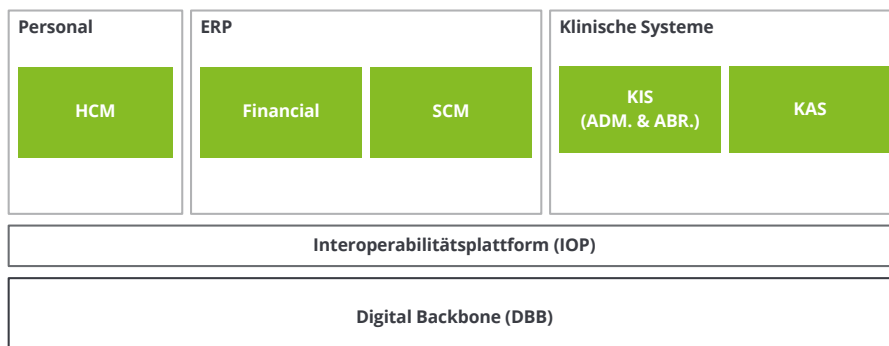 Personal
ERP
Klinische Systeme
HCM
Financial
SCM
KIS
(ADM. & ABR.)
KAS
Interoperabilitätsplattform (IOP)
Digital Backbone (DBB)